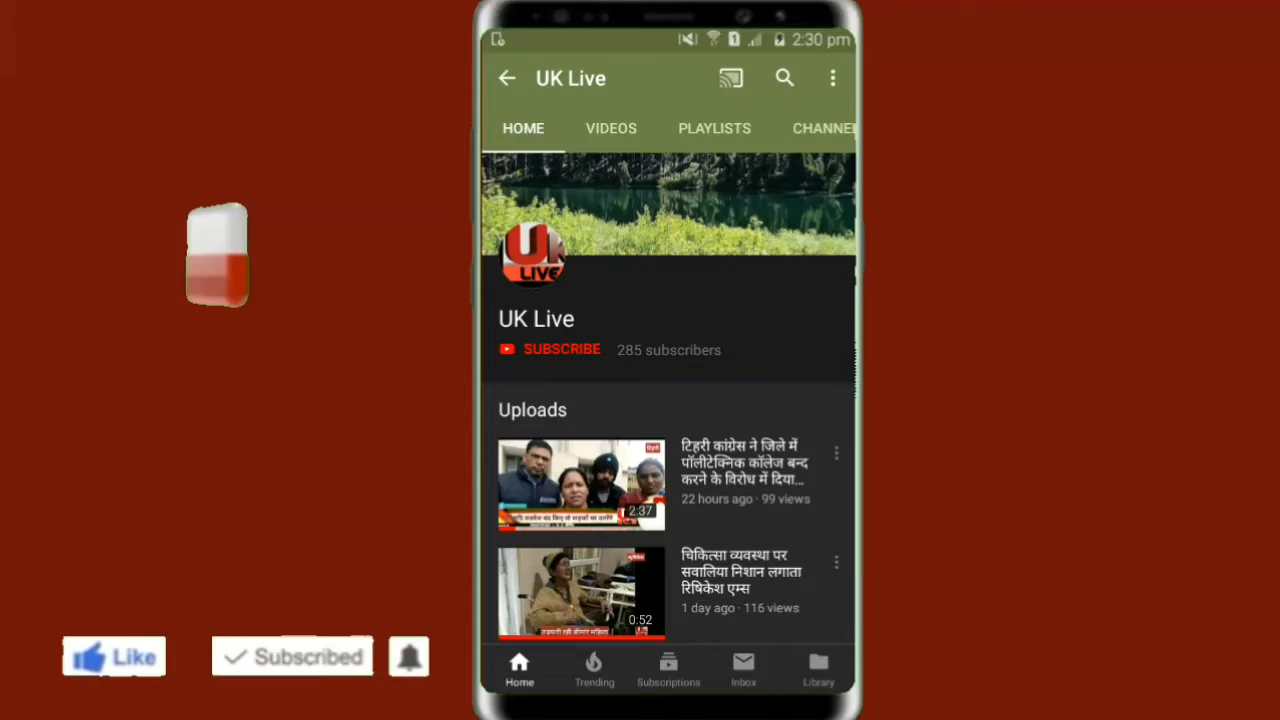 2:30 pm
UK Live
HOME VIDEOS PLAYLISTS CHANNEL
UK
LIVE
UK Live
SUBSCRIBE 285 subscribers
Uploads
टिहरी कांग्रेस ने जिले में
पॉलीटेक्निक कॉलेज बन्द
करने के विरोध में दिया...
22 hours ago · 99 views
2:37
चिकित्सा व्यवस्था पर
सवालिया निशान लगाता
रिषिकेश एम्स
1 day ago · 116 views
0:52
Like
Subscribed
Home Trending Subscriptions Inbox Library